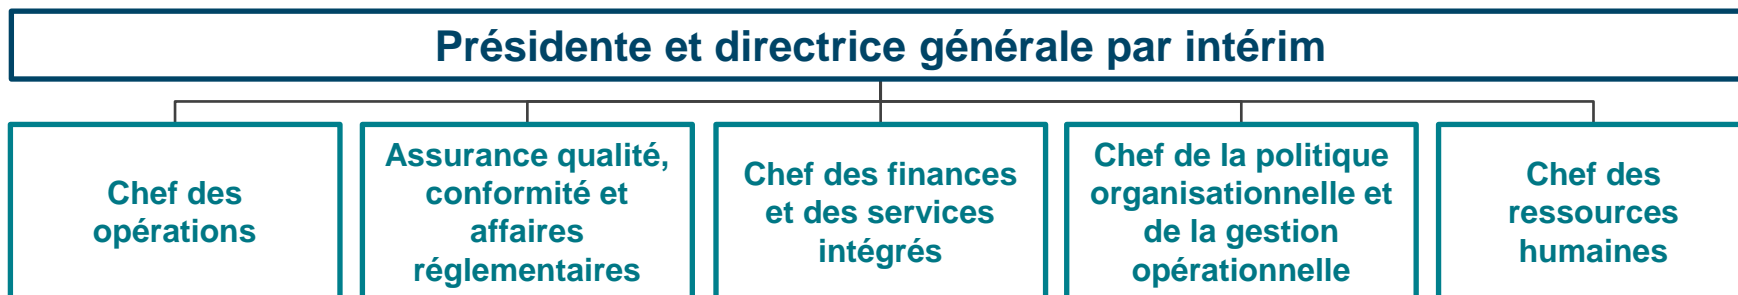 Présidente et directrice générale par intérim
Chef des
opérations
Assurance qualité,
conformité et
affaires
réglementaires
Chef des finances
et des services
intégrés
Chef de la politique
organisationnelle et
de la gestion
opérationnelle
Chef des
ressources
humaines